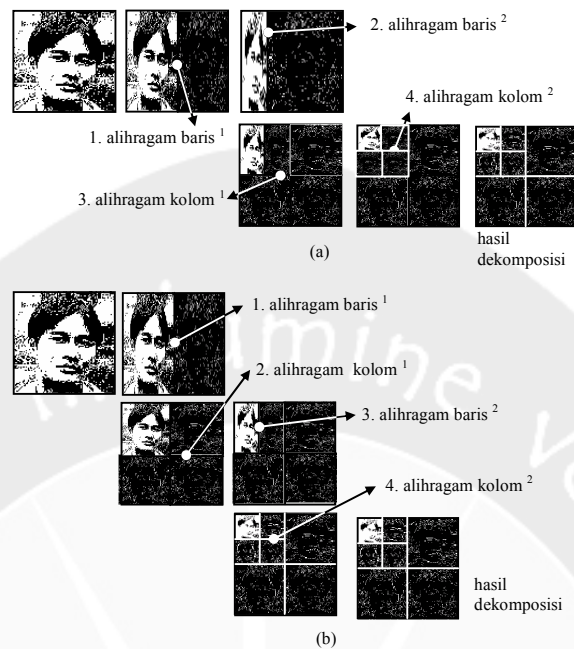 2. alihragam baris ²
4. alihragam kolom ²
1. alihragam baris ¹
3. alihragam kolom ¹
hasil
dekomposisi
(a)
1. alihragam baris ¹
2. alihragam kolom ¹
3. alihragam baris ²
4. alihragam kolom ²
hasil
dekomposisi
(b)